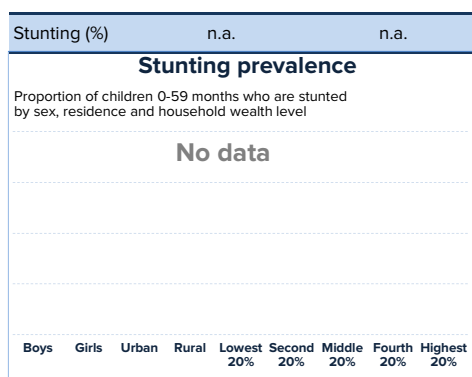 Stunting (%) n.a. n.a.
Stunting prevalence
Proportion of children 0-59 months who are stunted
by sex, residence and household wealth level
No data
Boys Girls Urban Rural Lowest Second Middle Fourth Highest
20% 20% 20% 20% 20%